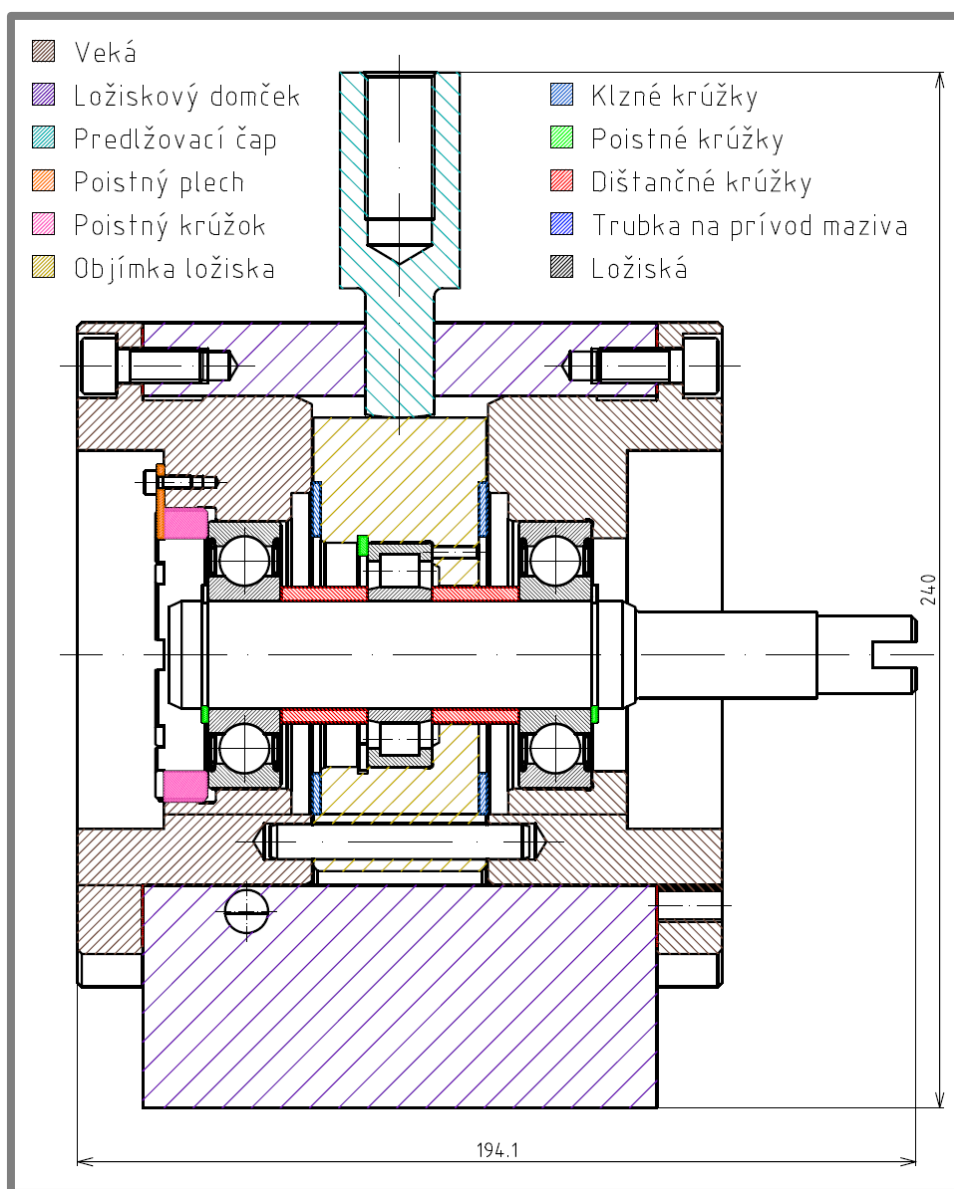 Veká
Ložiskový domček
Predlžovací čap
Poistný plech
Poistný krúžok
Objímka ložiska
Klzné krúžky
Poistné krúžky
Dištančné krúžky
Trubka na prívod maziva
Ložiská
240
194.1